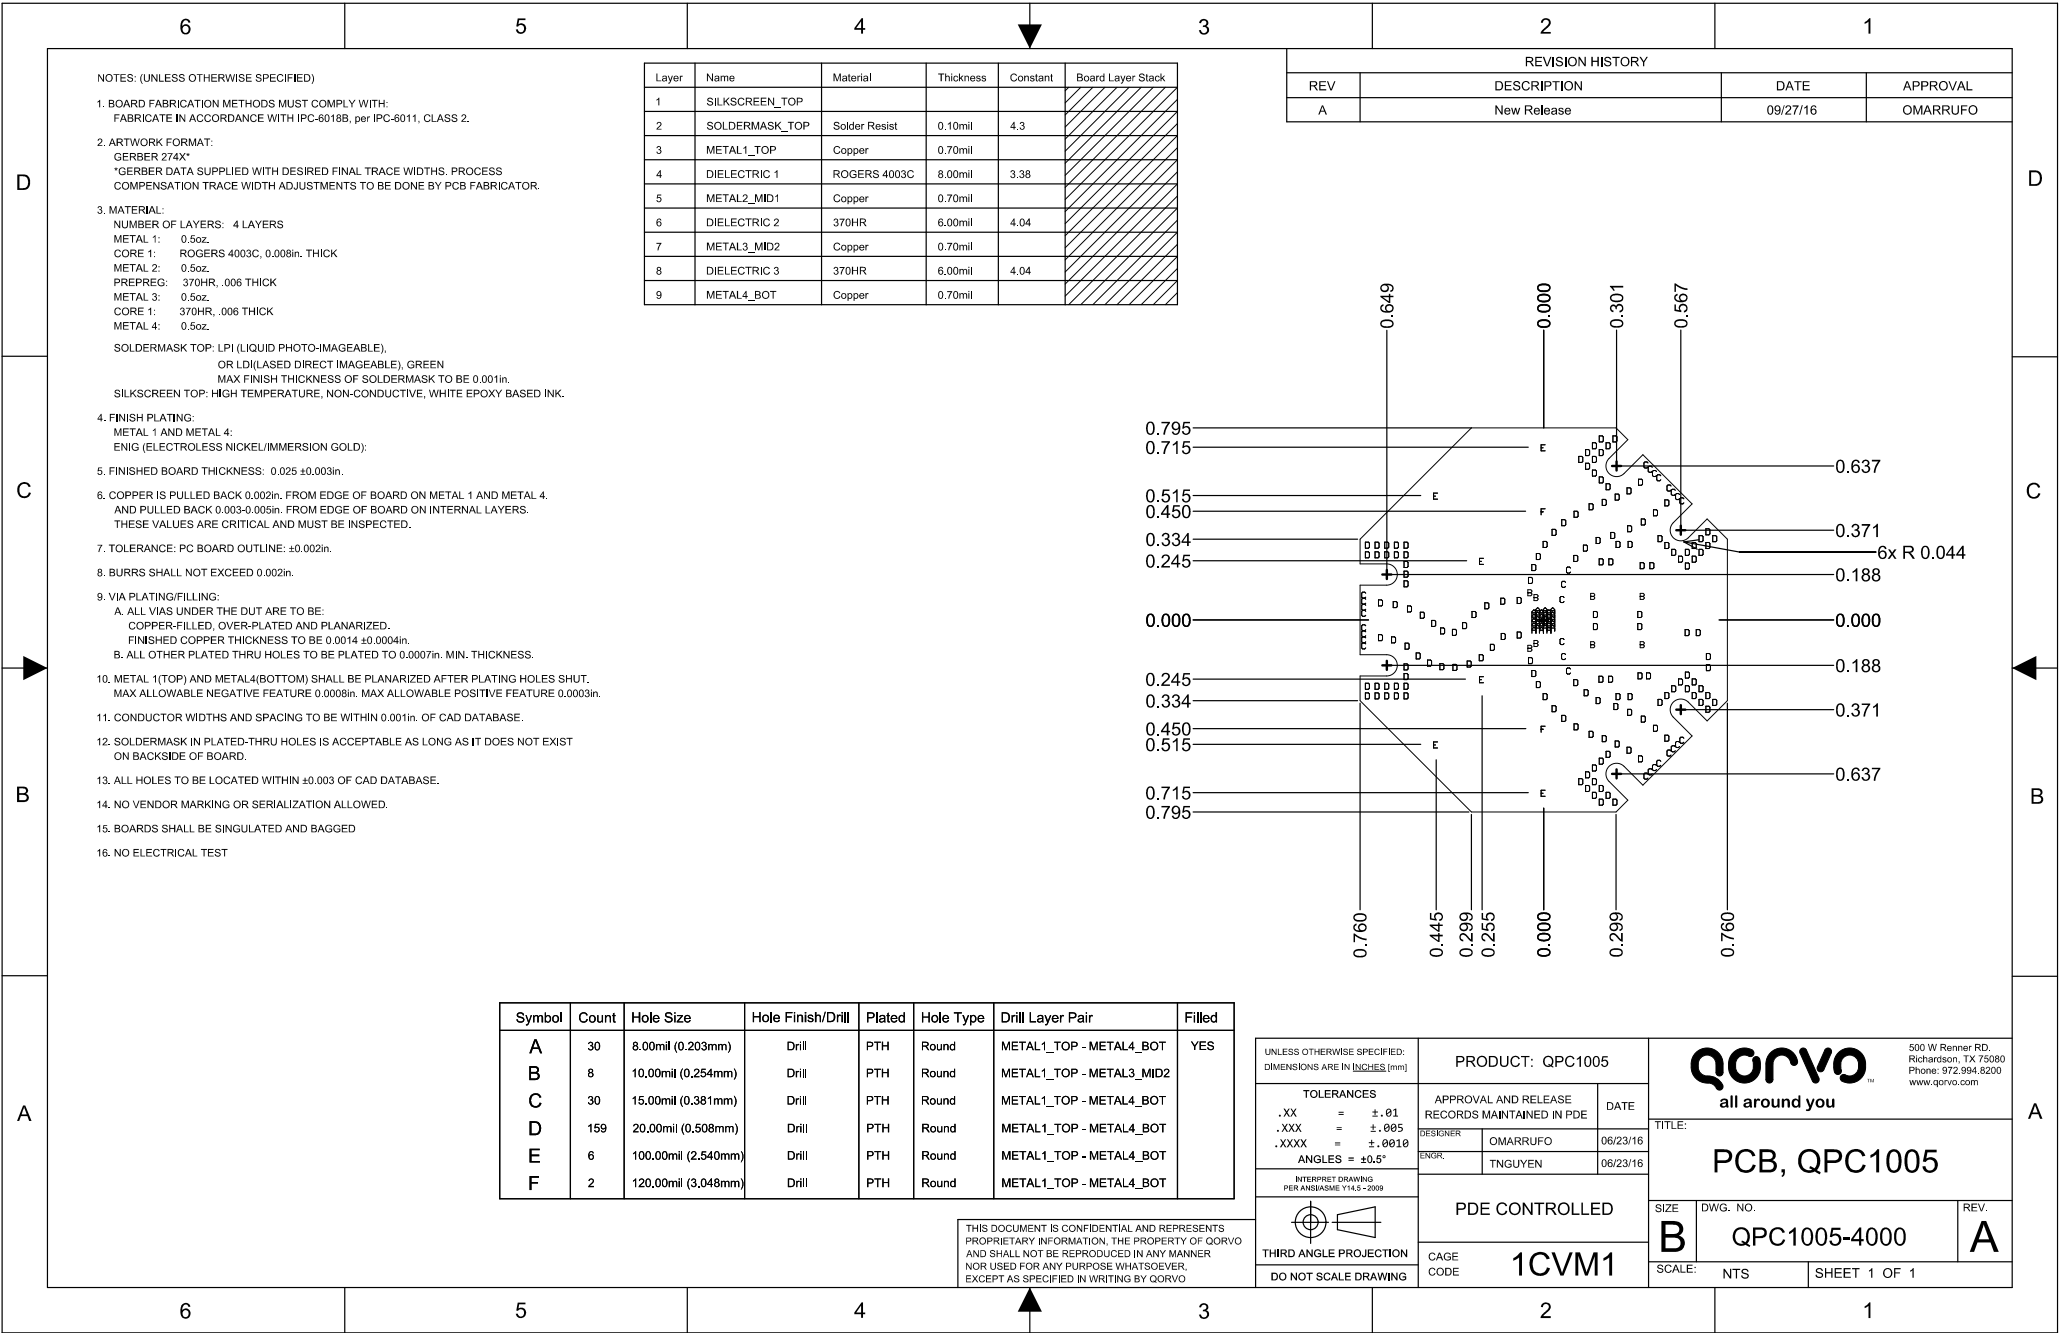 6 5 4 3 2 1
D
C
B
A
NOTES: (UNLESS OTHERWISE SPECIFIED)
1. BOARD FABRICATION METHODS MUST COMPLY WITH:
FABRICATE IN ACCORDANCE WITH IPC-6018B, per IPC-6011, CLASS 2.
2. ARTWORK FORMAT:
GERBER 274X*
*GERBER DATA SUPPLIED WITH DESIRED FINAL TRACE WIDTHS. PROCESS
COMPENSATION TRACE WIDTH ADJUSTMENTS TO BE DONE BY PCB FABRICATOR.
3. MATERIAL:
NUMBER OF LAYERS: 4 LAYERS
METAL 1: 0.5oz.
CORE 1: ROGERS 4003C, 0.008in. THICK
METAL 2: 0.5oz.
PREPREG: 370HR, .006 THICK
METAL 3: 0.5oz.
CORE 1: 370HR, .006 THICK
METAL 4: 0.5oz.
SOLDERMASK TOP: LPI (LIQUID PHOTO-IMAGEABLE),
OR LDI(LASED DIRECT IMAGEABLE), GREEN
MAX FINISH THICKNESS OF SOLDERMASK TO BE 0.001in.
SILKSCREEN TOP: HIGH TEMPERATURE, NON-CONDUCTIVE, WHITE EPOXY BASED INK.
4. FINISH PLATING:
METAL 1 AND METAL 4:
ENIG (ELECTROLESS NICKEL/IMMERSION GOLD):
5. FINISHED BOARD THICKNESS: 0.025 ±0.003in.
6. COPPER IS PULLED BACK 0.002in. FROM EDGE OF BOARD ON METAL 1 AND METAL 4.
AND PULLED BACK 0.003-0.005in. FROM EDGE OF BOARD ON INTERNAL LAYERS.
THESE VALUES ARE CRITICAL AND MUST BE INSPECTED.
7. TOLERANCE: PC BOARD OUTLINE: ±0.002in.
8. BURRS SHALL NOT EXCEED 0.002in.
9. VIA PLATING/FILLING:
A. ALL VIAS UNDER THE DUT ARE TO BE:
COPPER-FILLED, OVER-PLATED AND PLANARIZED.
FINISHED COPPER THICKNESS TO BE 0.0014 ±0.0004in.
B. ALL OTHER PLATED THRU HOLES TO BE PLATED TO 0.0007in. MIN. THICKNESS.
10. METAL 1(TOP) AND METAL4(BOTTOM) SHALL BE PLANARIZED AFTER PLATING HOLES SHUT.
MAX ALLOWABLE NEGATIVE FEATURE 0.0008in. MAX ALLOWABLE POSITIVE FEATURE 0.0003in.
11. CONDUCTOR WIDTHS AND SPACING TO BE WITHIN 0.001in. OF CAD DATABASE.
12. SOLDERMASK IN PLATED-THRU HOLES IS ACCEPTABLE AS LONG AS IT DOES NOT EXIST
ON BACKSIDE OF BOARD.
13. ALL HOLES TO BE LOCATED WITHIN ±0.003 OF CAD DATABASE.
14. NO VENDOR MARKING OR SERIALIZATION ALLOWED.
15. BOARDS SHALL BE SINGULATED AND BAGGED
16. NO ELECTRICAL TEST
Layer Name Material Thickness Constant Board Layer Stack
1 SILKSCREEN_TOP
2 SOLDERMASK_TOP Solder Resist 0.10mil 4.3
3 METAL1_TOP Copper 0.70mil
4 DIELECTRIC 1 ROGERS 4003C 8.00mil 3.38
5 METAL2_MID1 Copper 0.70mil
6 DIELECTRIC 2 370HR 6.00mil 4.04
7 METAL3_MID2 Copper 0.70mil
8 DIELECTRIC 3 370HR 6.00mil 4.04
9 METAL4_BOT Copper 0.70mil
REVISION HISTORY
REV DESCRIPTION DATE APPROVAL
A New Release 09/27/16 OMARRUFO
D
C
B
A
0.649 0.000 0.301 0.567
0.795
0.715
0.515
0.450
0.334
0.245
0.000
0.245
0.334
0.450
0.515
0.715
0.795
0.637
0.371
6x R 0.044
0.188
0.000
0.188
0.371
0.637
0.760 0.445 0.299 0.255 0.000 0.299 0.760
Symbol Count Hole Size Hole Finish/Drill Plated Hole Type Drill Layer Pair Filled
A 30 8.00mil (0.203mm) Drill PTH Round METAL1_TOP - METAL4_BOT YES
B 8 10.00mil (0.254mm) Drill PTH Round METAL1_TOP - METAL3_MID2
C 30 15.00mil (0.381mm) Drill PTH Round METAL1_TOP - METAL4_BOT
D 159 20.00mil (0.508mm) Drill PTH Round METAL1_TOP - METAL4_BOT
E 6 100.00mil (2.540mm) Drill PTH Round METAL1_TOP - METAL4_BOT
F 2 120.00mil (3.048mm) Drill PTH Round METAL1_TOP - METAL4_BOT
THIS DOCUMENT IS CONFIDENTIAL AND REPRESENTS
PROPRIETARY INFORMATION, THE PROPERTY OF QORVO
AND SHALL NOT BE REPRODUCED IN ANY MANNER
NOR USED FOR ANY PURPOSE WHATSOEVER,
EXCEPT AS SPECIFIED IN WRITING BY QORVO
UNLESS OTHERWISE SPECIFIED:
DIMENSIONS ARE IN INCHES [mm]
TOLERANCES
.XX = ±.01
.XXX = ±.005
.XXXX = ±.0010
ANGLES = ±0.5°
INTERPRET DRAWING
PER ANSI/ASME Y14.5 - 2009
THIRD ANGLE PROJECTION
DO NOT SCALE DRAWING
PRODUCT: QPC1005
APPROVAL AND RELEASE
RECORDS MAINTAINED IN PDE
DATE
DESIGNER OMARRUFO 06/23/16
ENGR. TNGUYEN 06/23/16
PDE CONTROLLED
CAGE
CODE
1CVM1
QORVO TM
all around you
500 W Renner RD.
Richardson, TX 75080
Phone: 972.994.8200
www.qorvo.com
TITLE:
PCB, QPC1005
SIZE
B
DWG. NO.
QPC1005-4000
REV.
A
SCALE: NTS
SHEET 1 OF 1
6 5 4 3 2 1